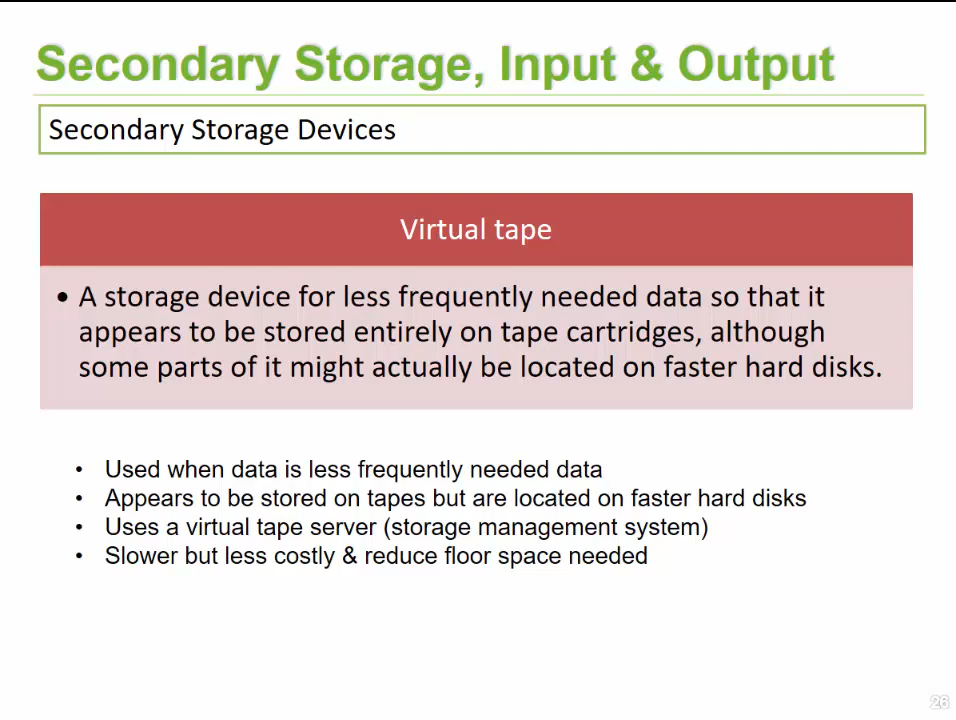 Secondary Storage, Input & Output
Secondary Storage Devices
Virtual tape
• A storage device for less frequently needed data so that it
appears to be stored entirely on tape cartridges, although
some parts of it might actually be located on faster hard disks.
• Used when data is less frequently needed data
• Appears to be stored on tapes but are located on faster hard disks
• Uses a virtual tape server (storage management system)
• Slower but less costly & reduce floor space needed
26